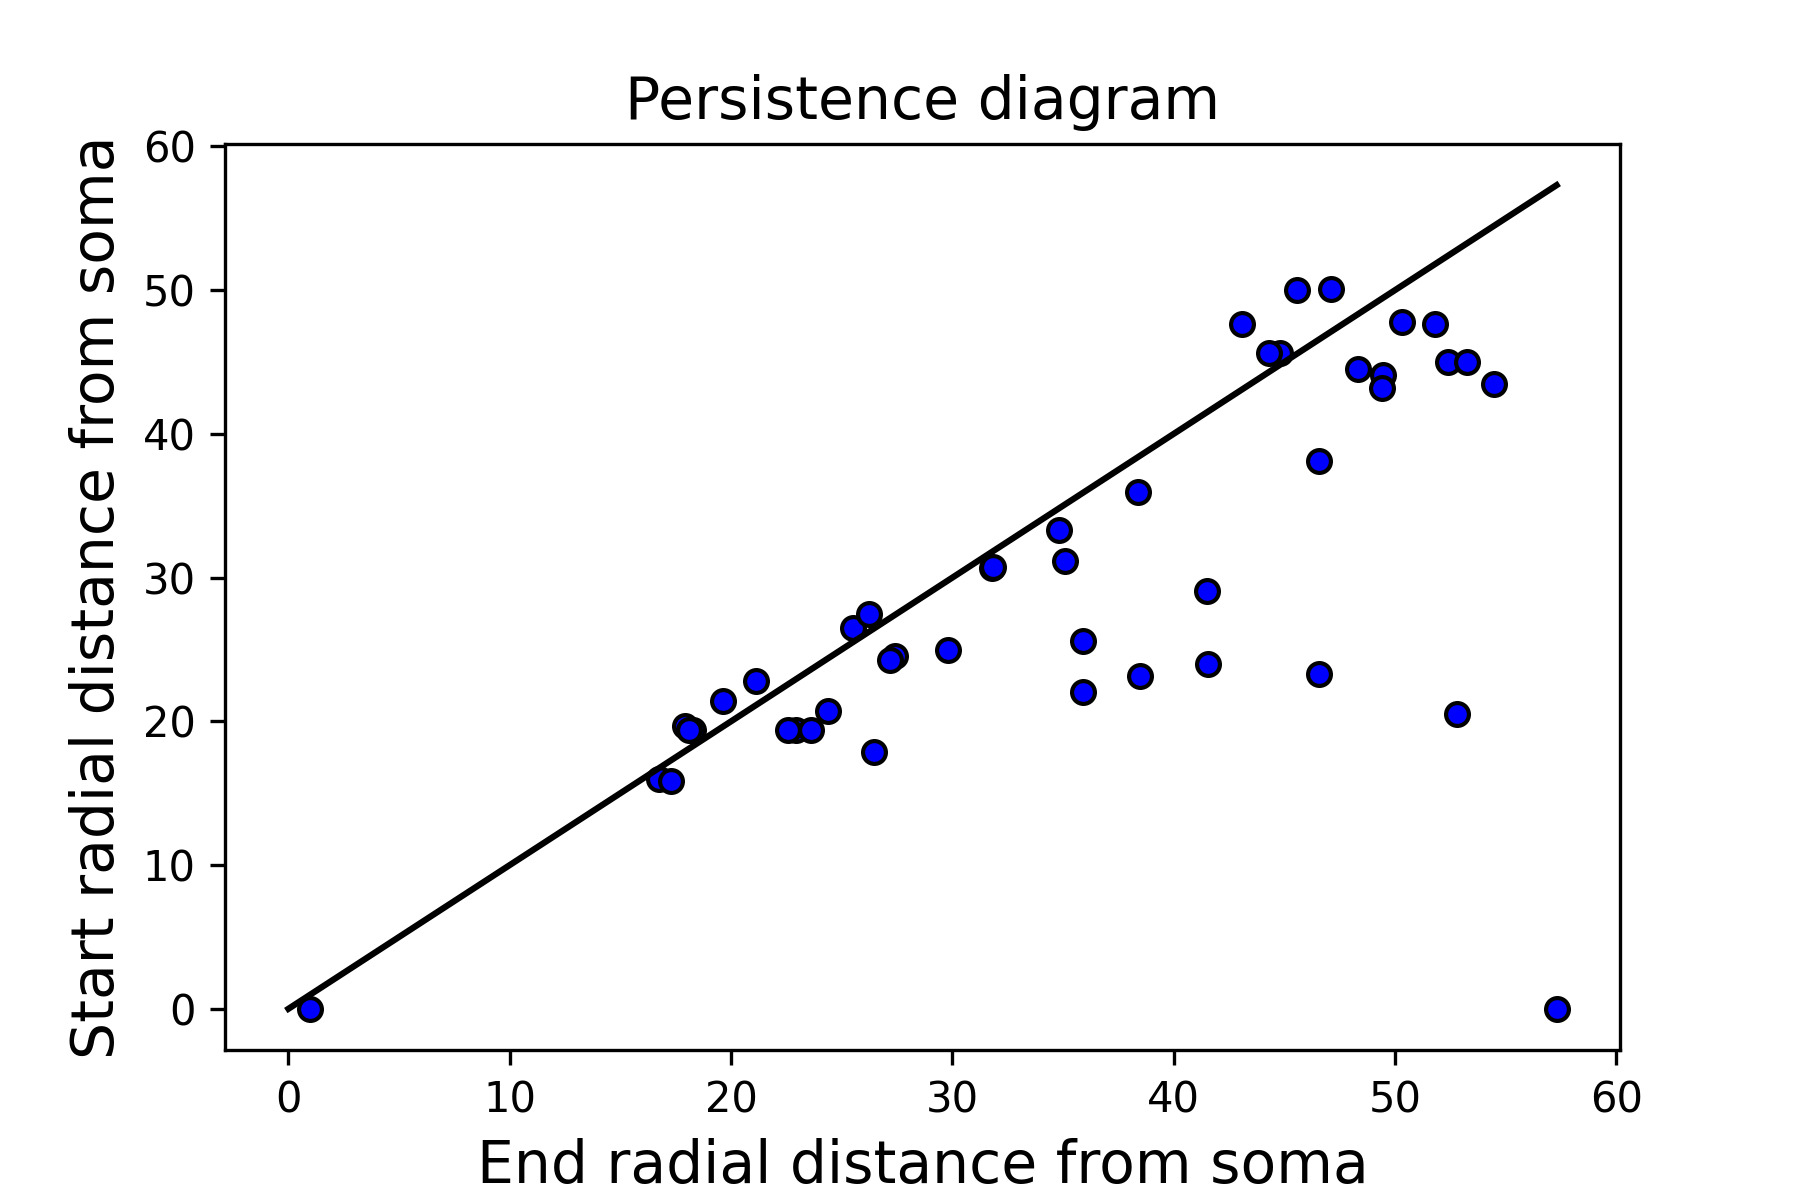 Persistence diagram
Start radial distance from soma
60
50
40
30
20
10
0
0 10 20 30 40 50 60
End radial distance from soma